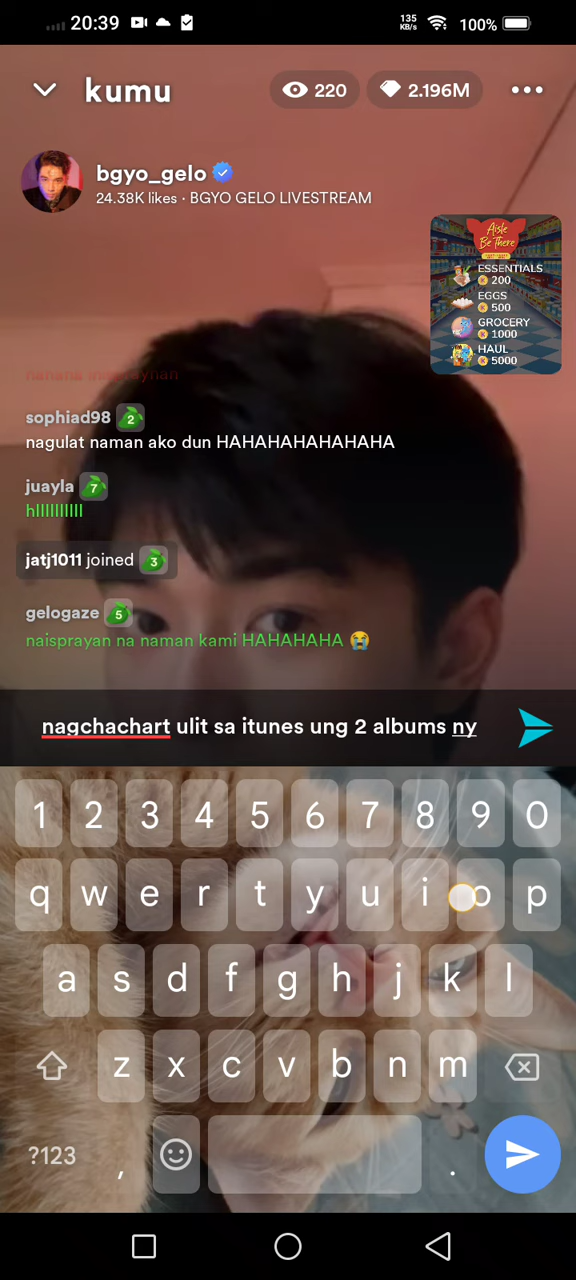 20:39
135
KB/s
100%
kumu
220
2.196M
bgyo_gelo
24.38K likes · BGYO GELO LIVESTREAM
Aisle
Be There
ESSENTIALS
200
EGGS
500
GROCERY
1000
HAUL
5000
sophiad98 2
nagulat naman ako dun HAHAHAHAHAHAHA
juayla 7
hllllllllll
jatj1011 joined 3
gelogaze 5
naisprayan na naman kami HAHAHAHA 😭
nagchachart ulit sa itunes ung 2 albums ny
1 2 3 4 5 6 7 8 9 0
q w e r t y u i o p
a s d f g h j k l
z x c v b n m
?123 , .